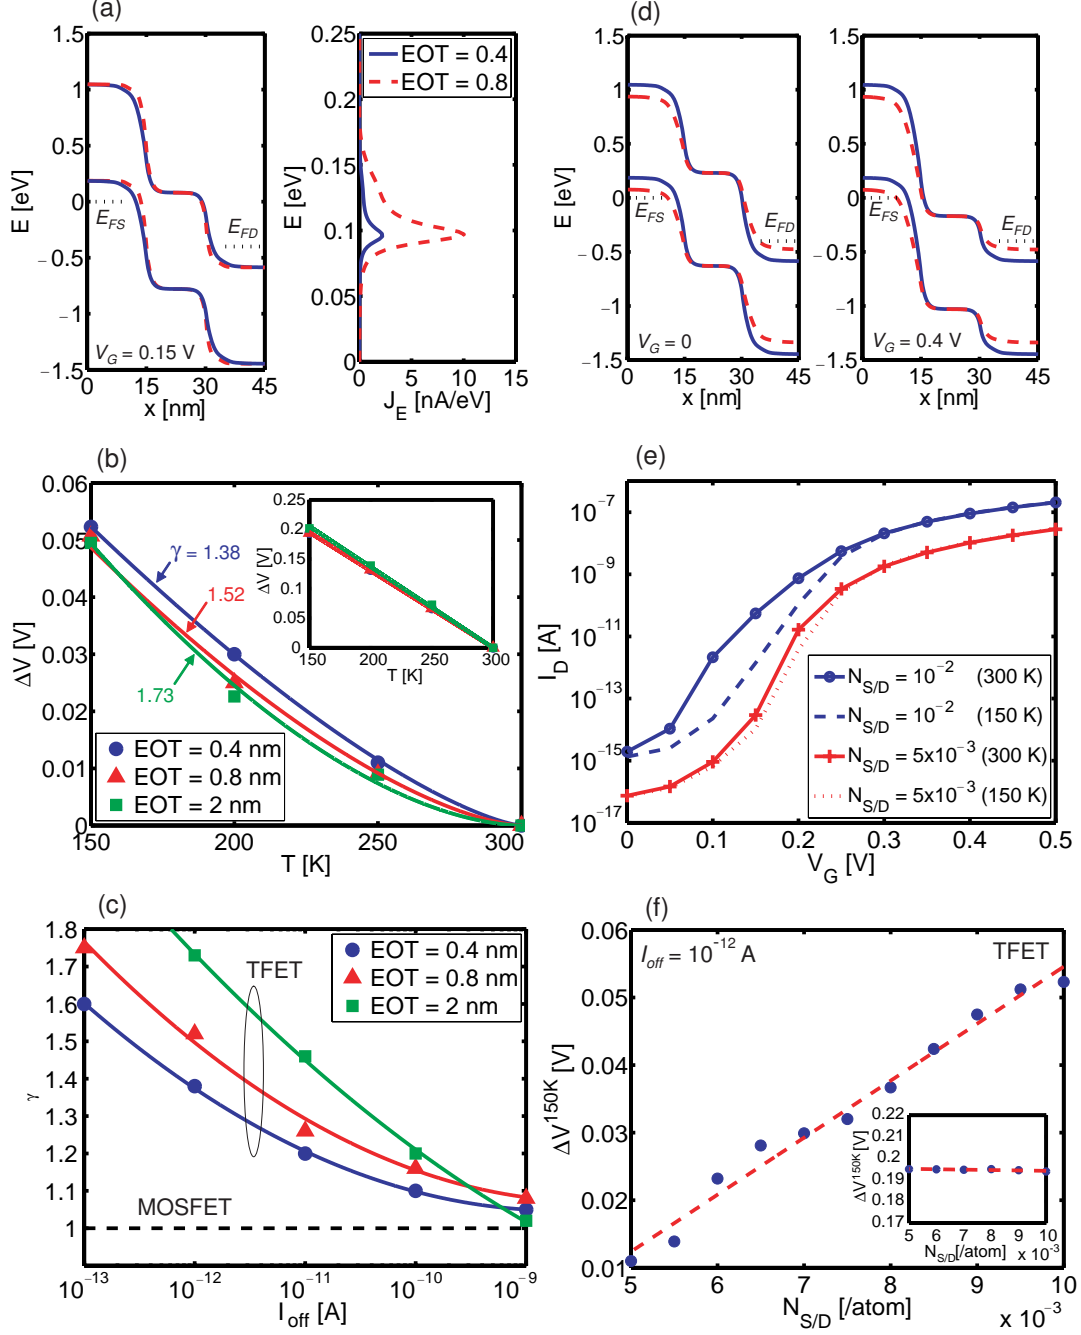 (a)
1.5
1
0.5
0
−0.5
−1
−1.5
E [eV]
E_FS
E_FD
V_G = 0.15 V
0 15 30 45
x [nm]
0.25
0.2
0.15
0.1
0.05
0
E [eV]
EOT = 0.4
EOT = 0.8
0 5 10 15
J_E [nA/eV]
(d)
1.5
1
0.5
0
−0.5
−1
−1.5
E [eV]
E_FS
E_FD
V_G = 0
0 15 30 45
x [nm]
1.5
1
0.5
0
−0.5
−1
−1.5
E_FS
E_FD
V_G = 0.4 V
0 15 30 45
x [nm]
(b)
0.06
0.05
0.04
0.03
0.02
0.01
0
ΔV [V]
γ = 1.38
1.52
1.73
EOT = 0.4 nm
EOT = 0.8 nm
EOT = 2 nm
150 200 250 300
T [K]
0.25
0.2
0.15
0.1
0.05
0
ΔV [V]
150 200 250 300
T [K]
(e)
10^−7
10^−9
10^−11
10^−13
10^−15
10^−17
I_D [A]
N_S/D = 10^−2 (300 K)
N_S/D = 10^−2 (150 K)
N_S/D = 5x10^−3 (300 K)
N_S/D = 5x10^−3 (150 K)
0 0.1 0.2 0.3 0.4 0.5
V_G [V]
(c)
1.8
1.7
1.6
1.5
1.4
1.3
1.2
1.1
1
γ
EOT = 0.4 nm
EOT = 0.8 nm
EOT = 2 nm
TFET
MOSFET
10^−13 10^−12 10^−11 10^−10 10^−9
I_off [A]
(f)
0.06
0.05
0.04
0.03
0.02
0.01
ΔV^150K [V]
I_off = 10^−12 A
TFET
5 6 7 8 9 10
N_S/D [/atom] x 10^−3
0.22
0.21
0.2
0.19
0.18
0.17
ΔV^150K [V]
5 6 7 8 9 10
N_S/D[/atom] x 10^−3